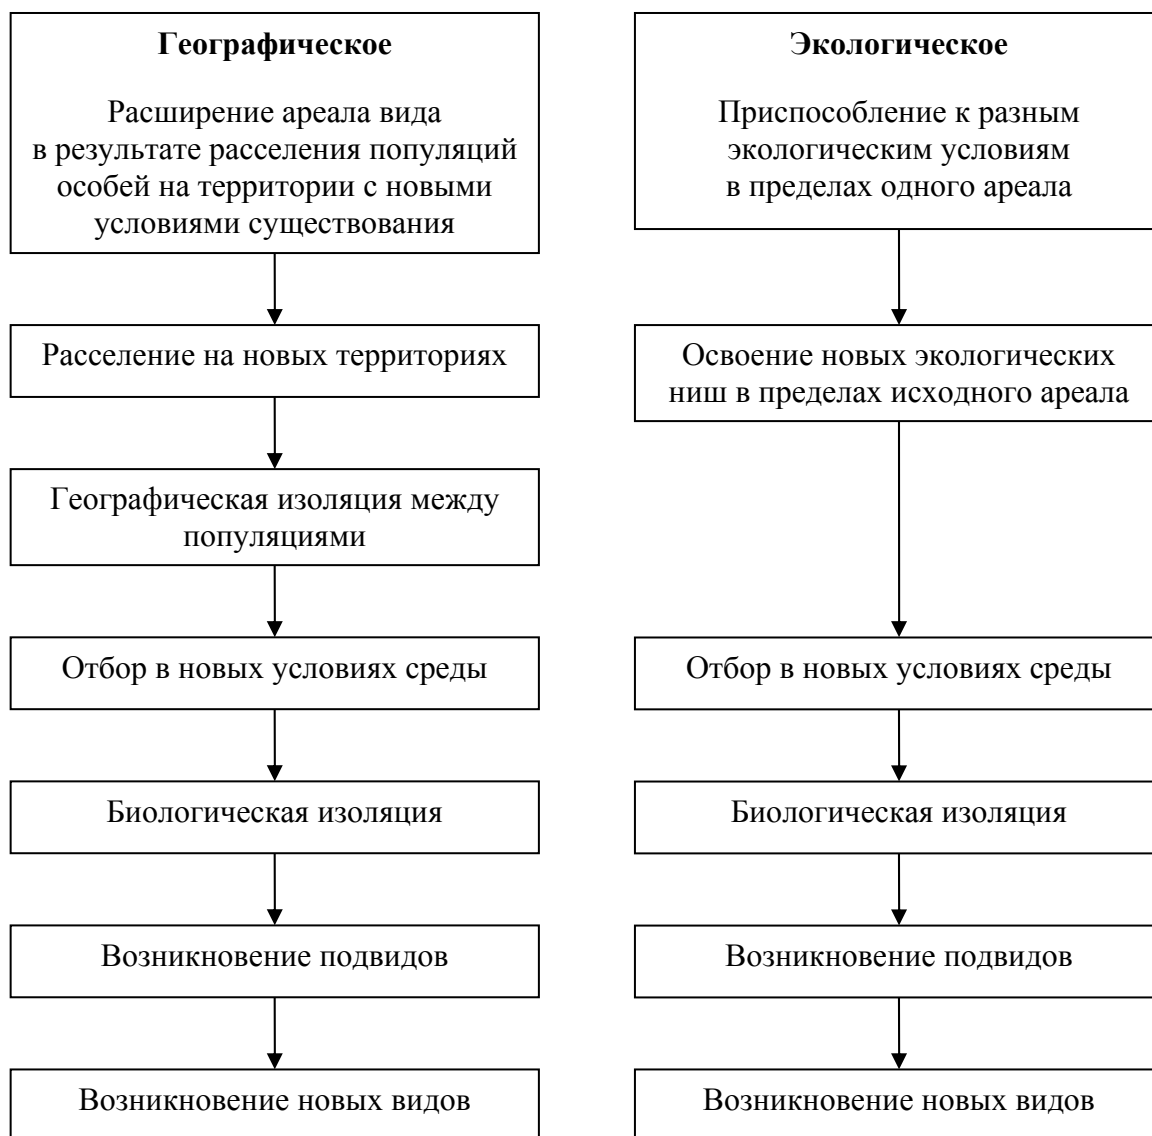 Географическое
Расширение ареала вида
в результате расселения популяций
особей на территории с новыми
условиями существования
Расселение на новых территориях
Географическая изоляция между
популяциями
Отбор в новых условиях среды
Биологическая изоляция
Возникновение подвидов
Возникновение новых видов
Экологическое
Приспособление к разным
экологическим условиям
в пределах одного ареала
Освоение новых экологических
ниш в пределах исходного ареала
Отбор в новых условиях среды
Биологическая изоляция
Возникновение подвидов
Возникновение новых видов